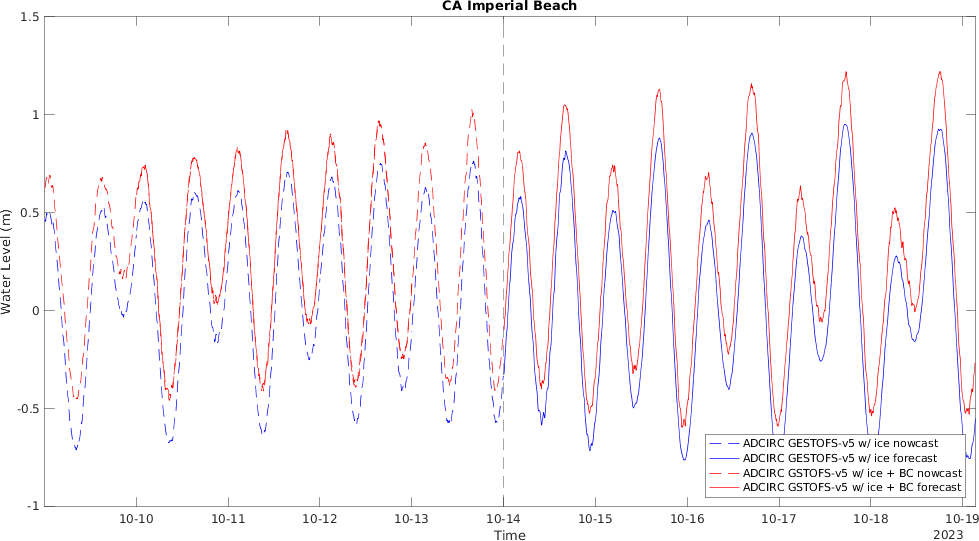 CA Imperial Beach
1.5
1
0.5
0
-0.5
-1
Water Level (m)
10-10
10-11
10-12
10-13
10-14
10-15
10-16
10-17
10-18
10-19
Time
2023
ADCIRC GESTOFS-v5 w/ ice nowcast
ADCIRC GESTOFS-v5 w/ ice forecast
ADCIRC GSTOFS-v5 w/ ice + BC nowcast
ADCIRC GSTOFS-v5 w/ ice + BC forecast